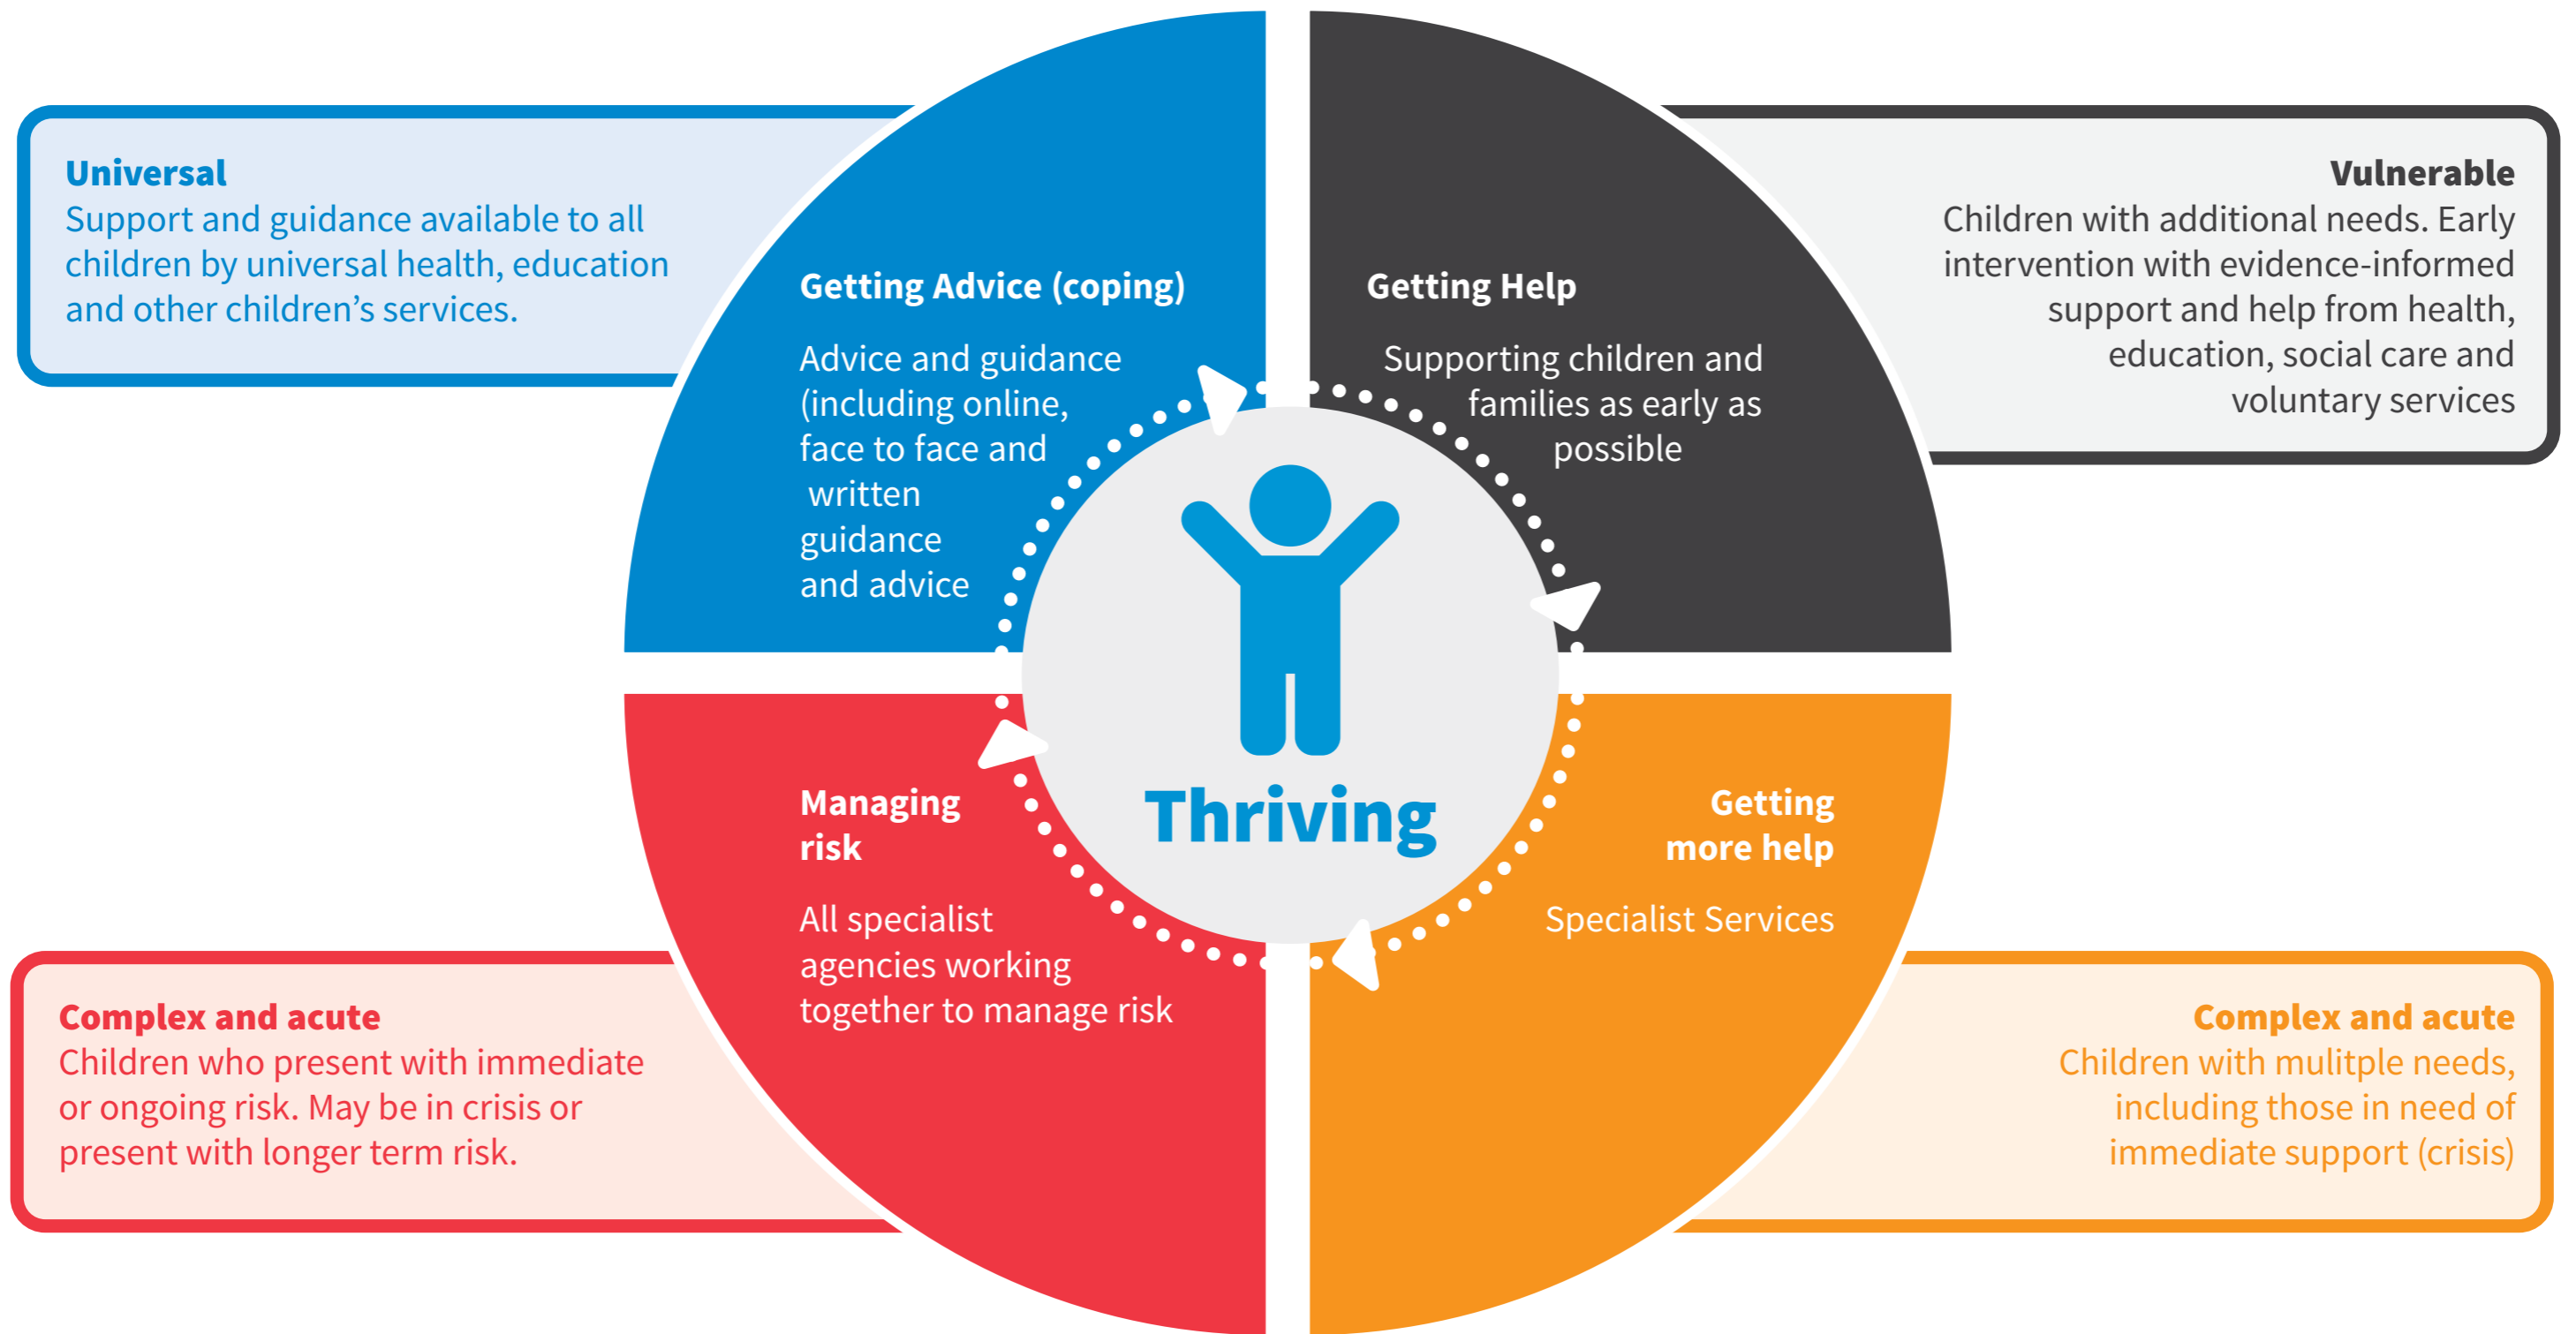 Universal
Support and guidance available to all
children by universal health, education
and other children’s services.
Getting Advice (coping)
Advice and guidance
(including online,
face to face and
written
guidance
and advice
Getting Help
Supporting children and
families as early as
possible
Vulnerable
Children with additional needs. Early
intervention with evidence-informed
support and help from health,
education, social care and
voluntary services
Thriving
Complex and acute
Children who present with immediate
or ongoing risk. May be in crisis or
present with longer term risk.
Managing
risk
All specialist
agencies working
together to manage risk
Getting
more help
Specialist Services
Complex and acute
Children with mulitple needs,
including those in need of
immediate support (crisis)